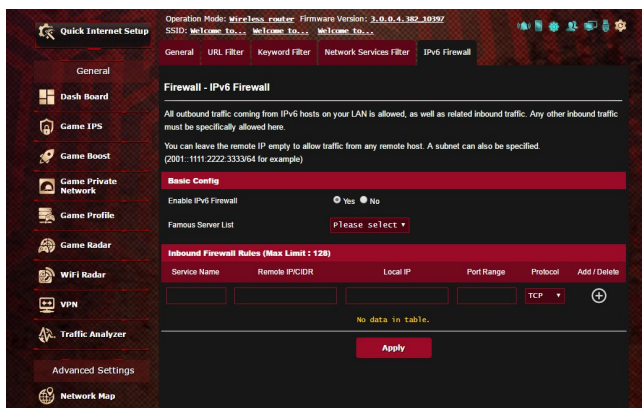 Quick Internet Setup
Operation Mode: Wireless router Firmware Version: 3.0.0.4.382_10397
SSID: Welcome to... Welcome to... Welcome to...
General URL Filter Keyword Filter Network Services Filter IPv6 Firewall
General
Dash Board
Game IPS
Game Boost
Game Private
Network
Game Profile
Game Radar
WiFi Radar
VPN
Traffic Analyzer
Advanced Settings
Network Map
Firewall - IPv6 Firewall
All outbound traffic coming from IPv6 hosts on your LAN is allowed, as well as related inbound traffic. Any other inbound traffic
must be specifically allowed here.
You can leave the remote IP empty to allow traffic from any remote host. A subnet can also be specified.
(2001::1111:2222:3333/64 for example)
Basic Config
Enable IPv6 Firewall Yes No
Famous Server List Please select
Inbound Firewall Rules (Max Limit : 128)
Service Name Remote IP/CIDR Local IP Port Range Protocol Add / Delete
TCP
No data in table.
Apply